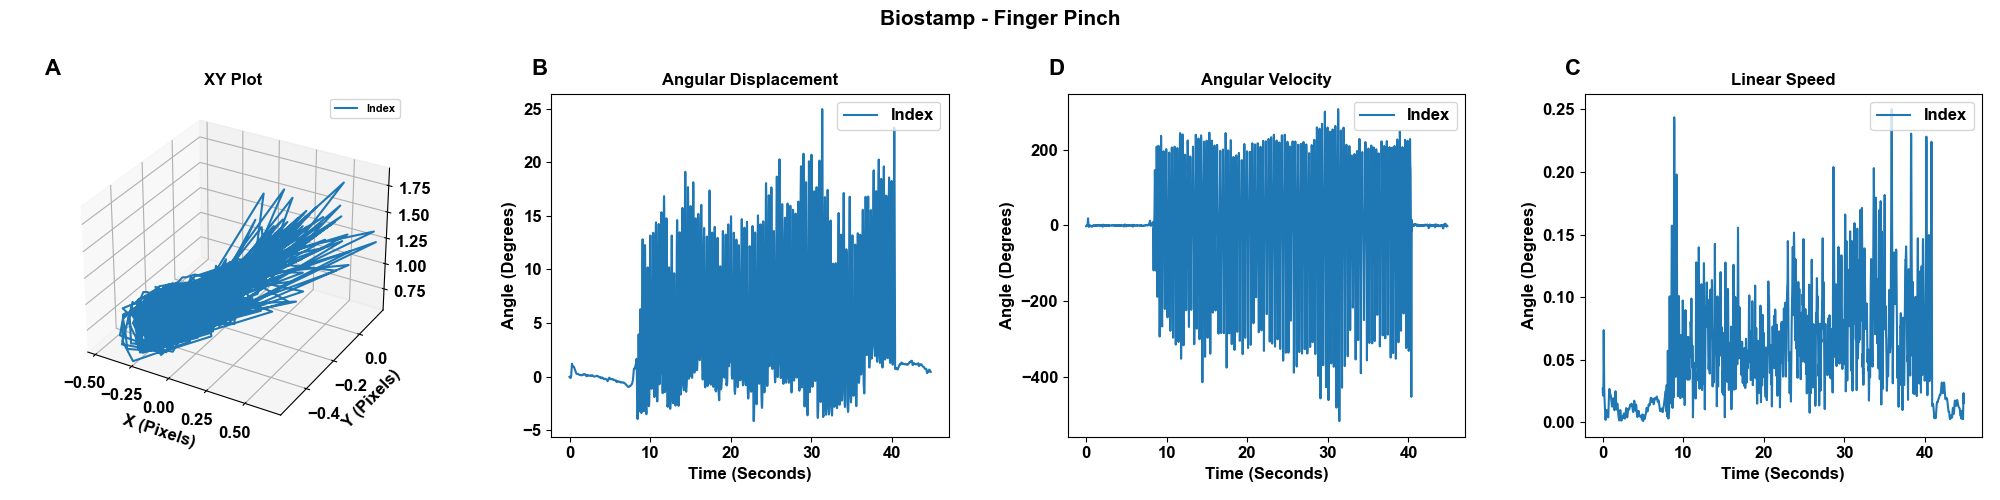 Biostamp - Finger Pinch
A
XY Plot
Index
1.75
1.50
1.25
1.00
0.75
0.0
−0.2
−0.4
Y (Pixels)
−0.50
−0.25
0.00
0.25
0.50
X (Pixels)
B
Angular Displacement
Index
Angle (Degrees)
25
20
15
10
5
0
−5
0 10 20 30 40
Time (Seconds)
D
Angular Velocity
Index
Angle (Degrees)
200
0
−200
−400
0 10 20 30 40
Time (Seconds)
C
Linear Speed
Index
Angle (Degrees)
0.25
0.20
0.15
0.10
0.05
0.00
0 10 20 30 40
Time (Seconds)